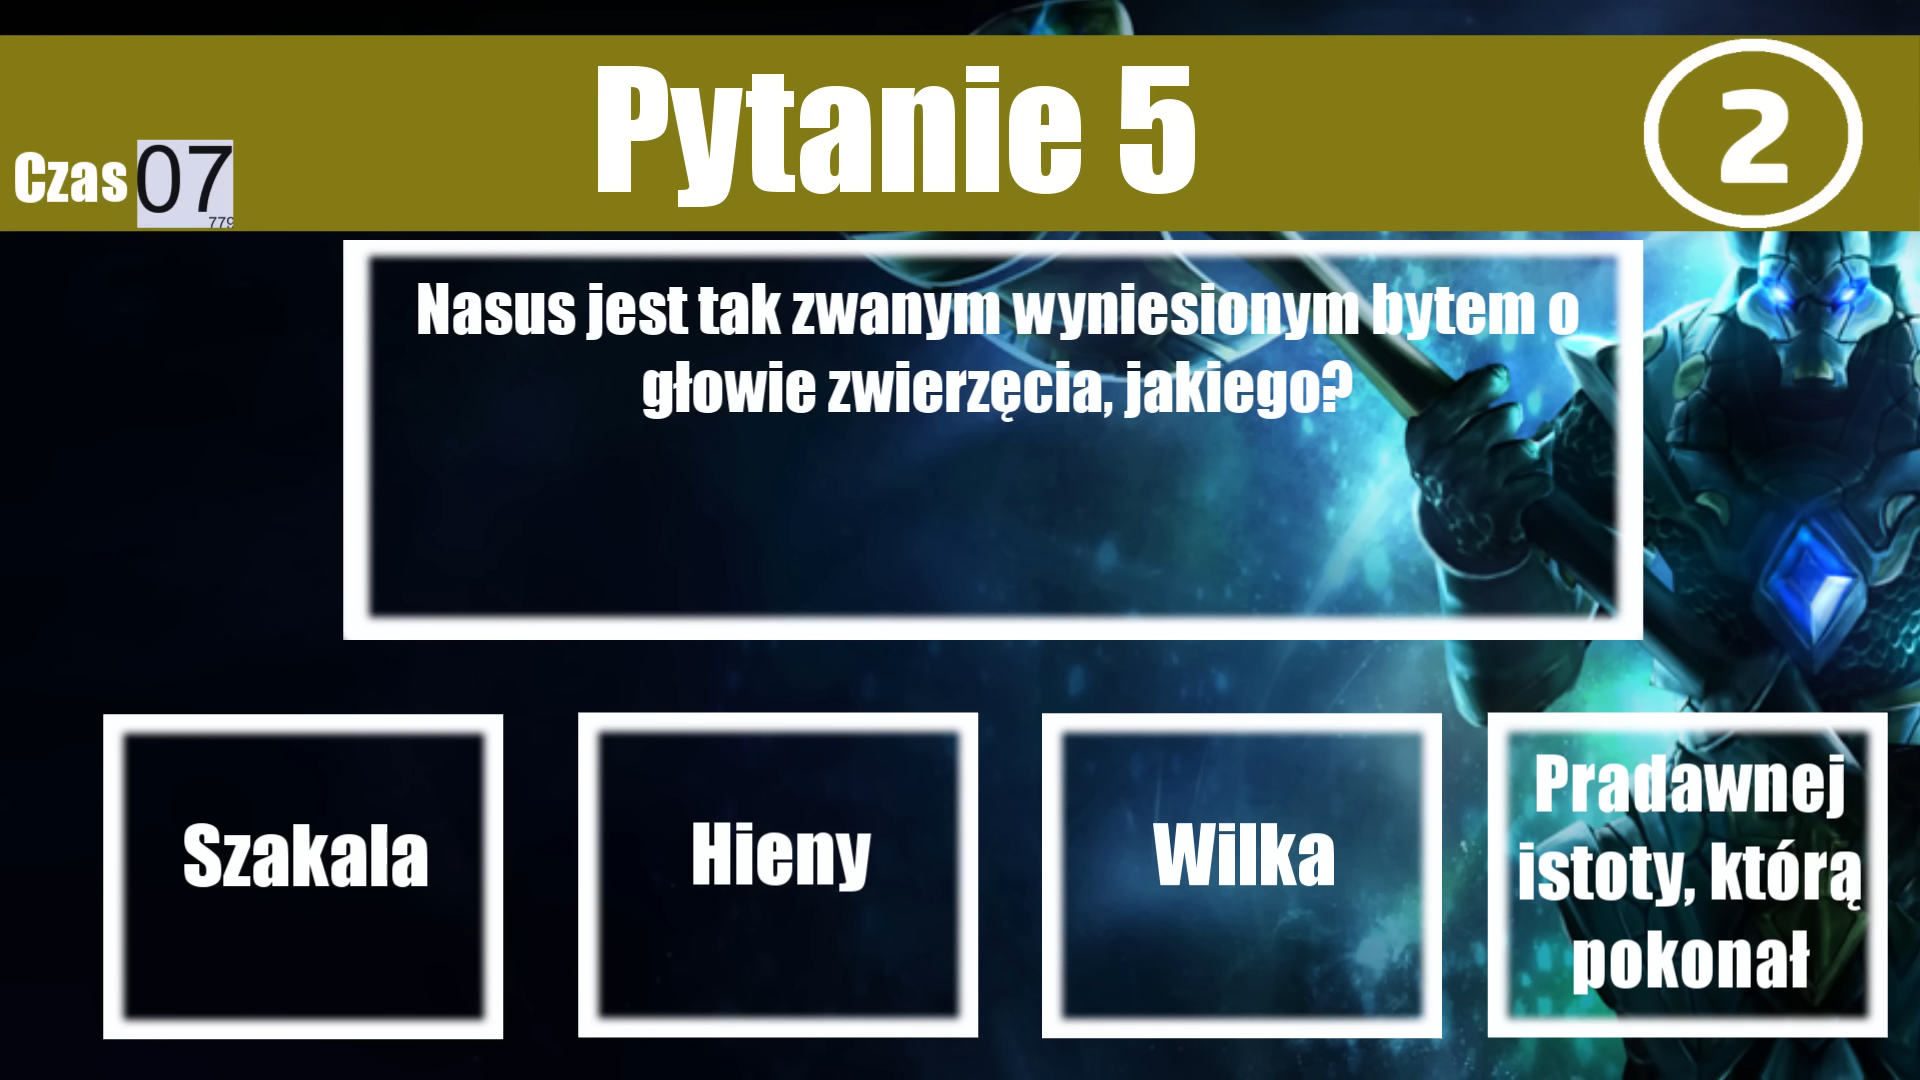 Pytanie 5
2
Czas 07
779
Nasus jest tak zwanym wyniesionym bytem o
głowie zwierzęcia, jakiego?
Szakala
Hieny
Wilka
Pradawnej
istoty, którą
pokonał